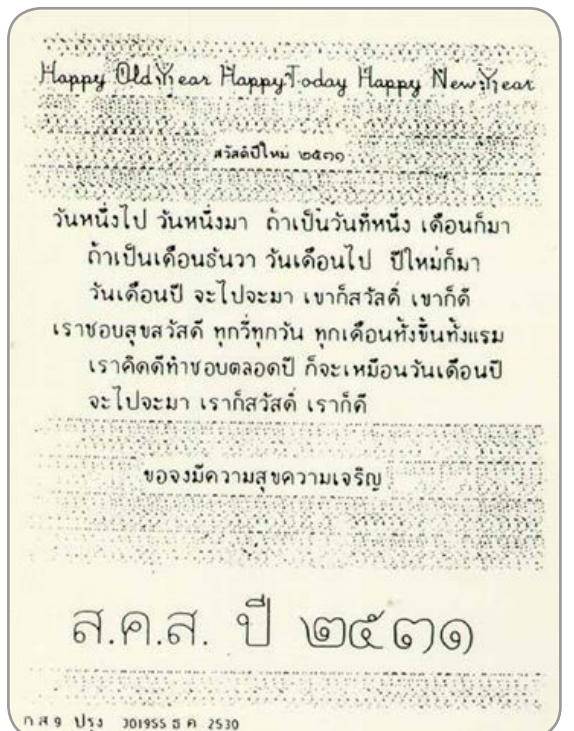 Happy Old Year Happy Today Happy New Year
สวัสดีปีใหม่ ๒๕๓๑
วันหนึ่งไป วันหนึ่งมา ถ้าเป็นวันที่หนึ่ง เดือนก็มา
ถ้าเป็นเดือนธันวา วันเดือนไป ปีใหม่ก็มา
วันเดือนปี จะไปจะมา เขาก็สวัสดี เขาก็ดี
เราชอบสุขสวัสดี ทุกวี่ทุกวัน ทุกเดือนทั้งขึ้นทั้งแรม
เราคิดดีทำชอบตลอดปี ก็จะเหมือนวันเดือนปี
จะไปจะมา เราก็สวัสดี เราก็ดี
ขอจงมีความสุขความเจริญ
ส.ค.ส. ปี ๒๕๓๑
ก ส 9 ปรุง 301955 ธ ค 2530